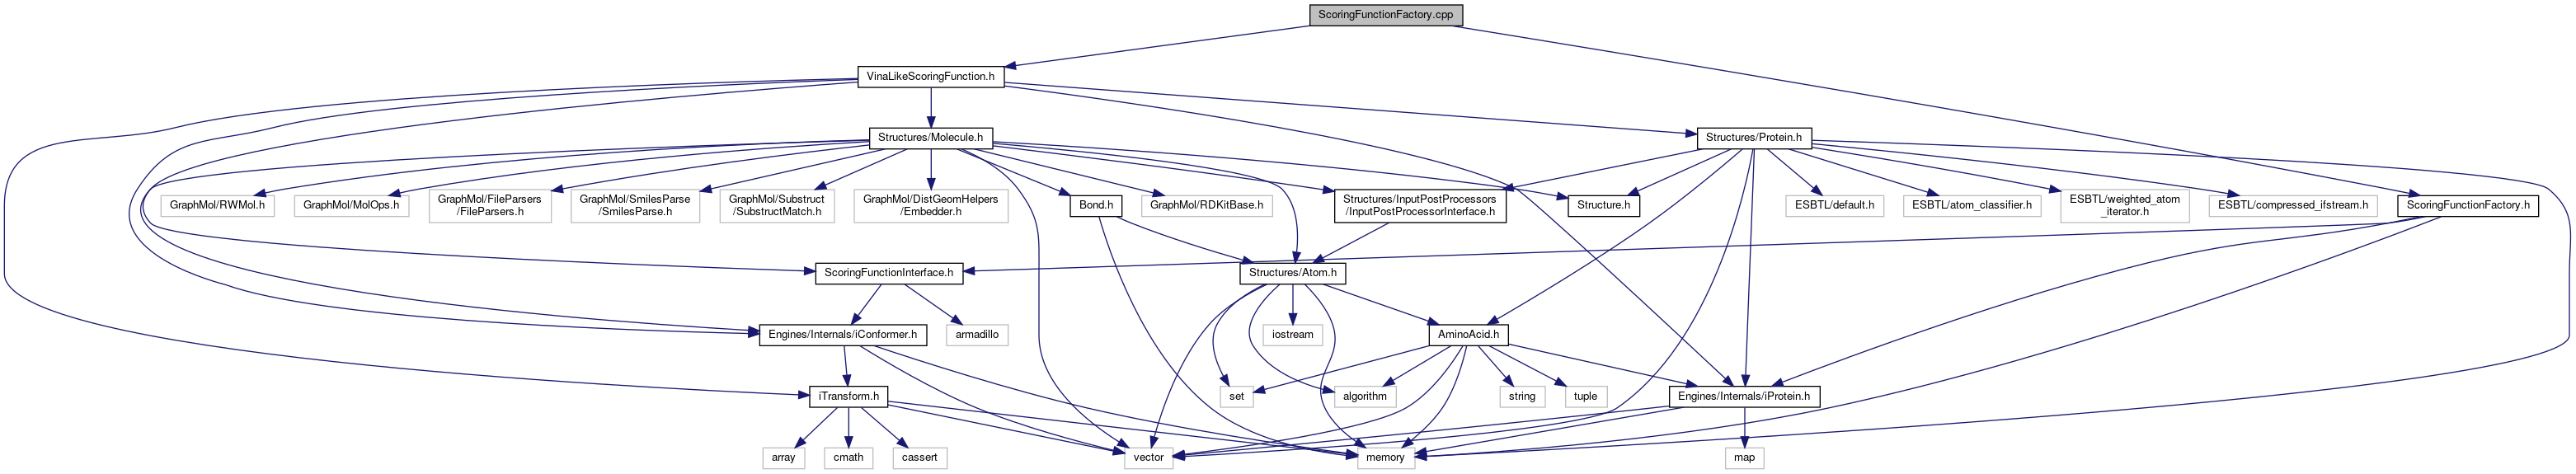 ScoringFunctionFactory.cpp
VinaLikeScoringFunction.h
Structures/Molecule.h
Structures/Protein.h
GraphMol/RWMol.h
GraphMol/MolOps.h
GraphMol/FileParsers
/FileParsers.h
GraphMol/SmilesParse
/SmilesParse.h
GraphMol/Substruct
/SubstructMatch.h
GraphMol/DistGeomHelpers
/Embedder.h
Bond.h
GraphMol/RDKitBase.h
Structures/InputPostProcessors
/InputPostProcessorInterface.h
Structure.h
ESBTL/default.h
ESBTL/atom_classifier.h
ESBTL/weighted_atom
_iterator.h
ESBTL/compressed_ifstream.h
ScoringFunctionFactory.h
ScoringFunctionInterface.h
Structures/Atom.h
Engines/Internals/iConformer.h
armadillo
iostream
AminoAcid.h
iTransform.h
set
algorithm
string
tuple
Engines/Internals/iProtein.h
array
cmath
cassert
vector
memory
map